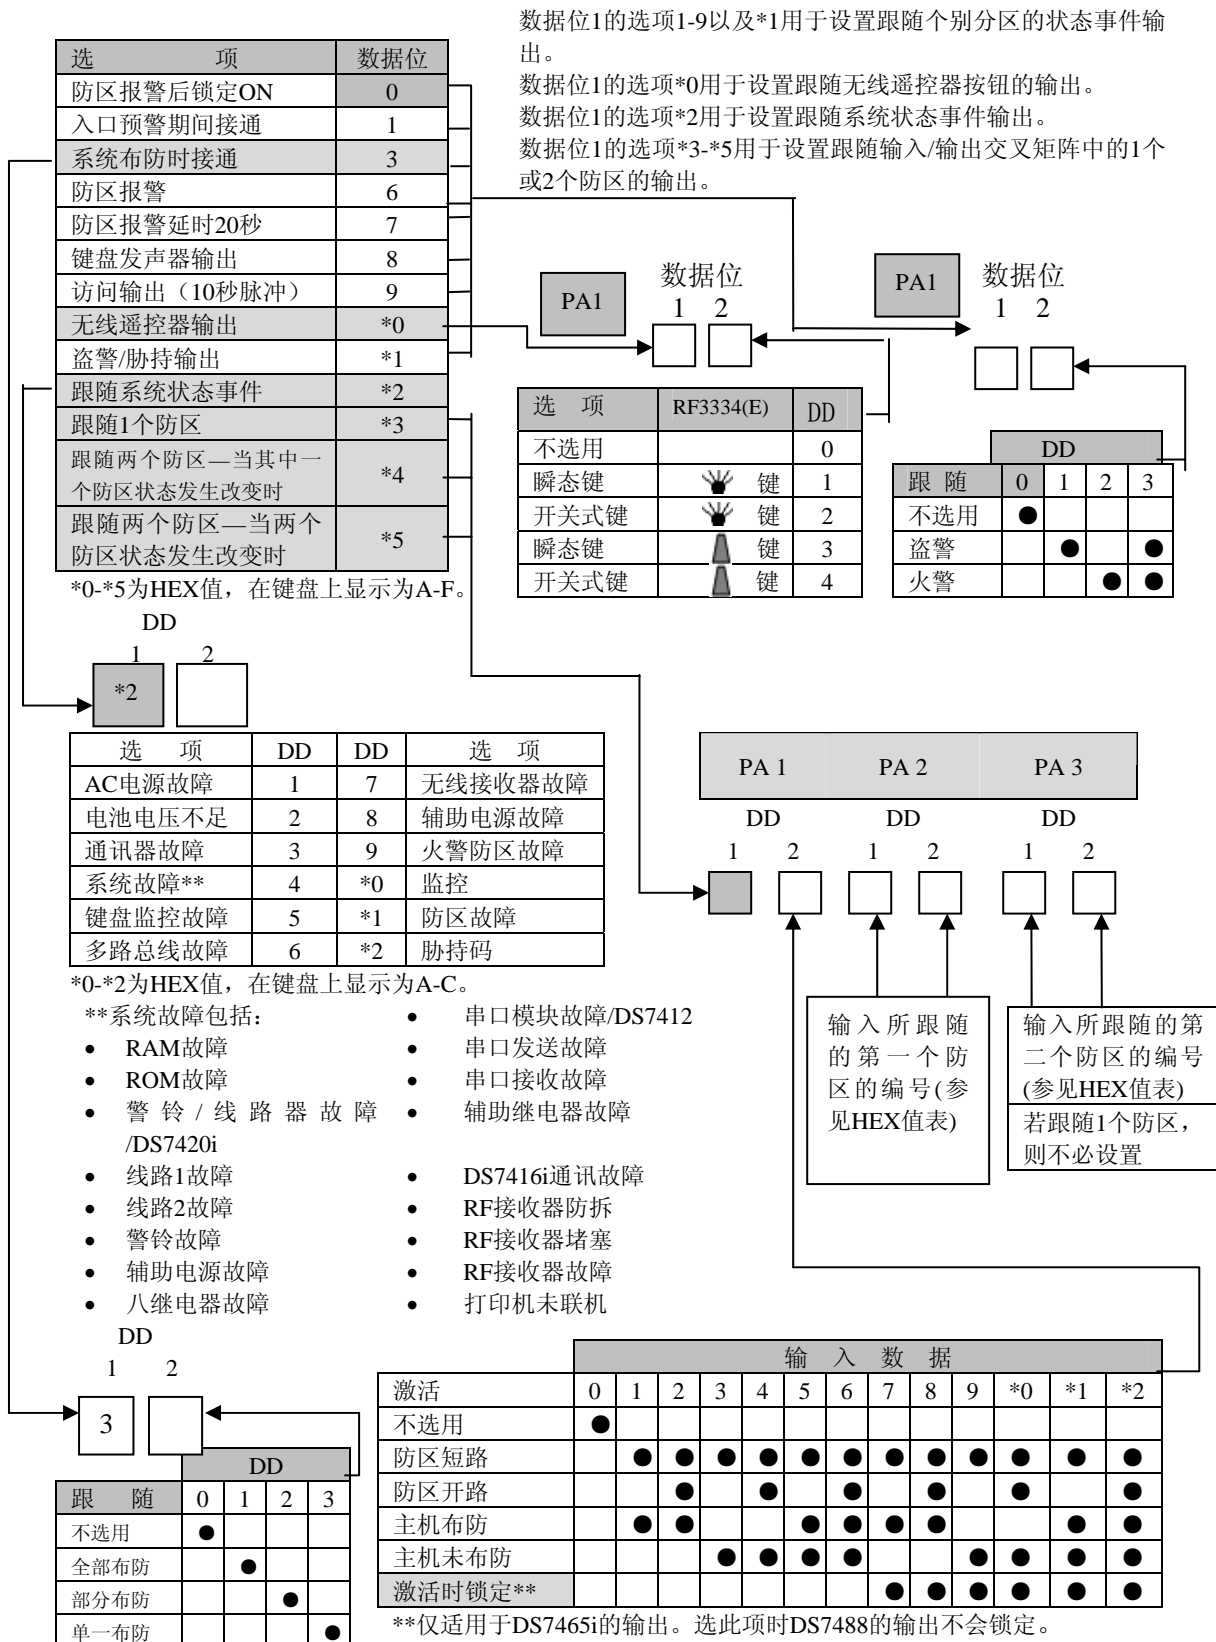 数据位1的选项1-9以及*1用于设置跟随个别分区的状态事件输
出。
数据位1的选项*0用于设置跟随无线遥控器按钮的输出。
数据位1的选项*2用于设置跟随系统状态事件输出。
数据位1的选项*3-*5用于设置跟随输入/输出交叉矩阵中的1个
或2个防区的输出。
选 项 数据位
防区报警后锁定ON 0
入口预警期间接通 1
系统布防时接通 3
防区报警 6
防区报警延时20秒 7
键盘发声器输出 8
访问输出（10秒脉冲） 9
无线遥控器输出 *0
盗警/胁持输出 *1
跟随系统状态事件 *2
跟随1个防区 *3
跟随两个防区—当其中一
个防区状态发生改变时 *4
跟随两个防区—当两个
防区状态发生改变时 *5
*0-*5为HEX值，在键盘上显示为A-F。
PA1 数据位
1 2
PA1 数据位
1 2
选 项 RF3334(E) DD
不选用 0
瞬态键 键 1
开关式键 键 2
瞬态键 键 3
开关式键 键 4
DD
跟 随 0 1 2 3
不选用 ●
盗警 ● ●
火警 ● ●
DD
1 2
*2
选 项 DD DD 选 项
AC电源故障 1 7 无线接收器故障
电池电压不足 2 8 辅助电源故障
通讯器故障 3 9 火警防区故障
系统故障** 4 *0 监控
键盘监控故障 5 *1 防区故障
多路总线故障 6 *2 胁持码
*0-*2为HEX值，在键盘上显示为A-C。
PA 1 PA 2 PA 3
DD DD DD
1 2 1 2 1 2
输入所跟随
的第一个防
区的编号(参
见HEX值表)
输入所跟随的第
二个防区的编号
(参见HEX值表)
若跟随1个防区，
则不必设置
**系统故障包括：
• RAM故障
• ROM故障
• 警铃/线路器故障
/DS7420i
• 线路1故障
• 线路2故障
• 警铃故障
• 辅助电源故障
• 八继电器故障
• 串口模块故障/DS7412
• 串口发送故障
• 串口接收故障
• 辅助继电器故障
• DS7416i通讯故障
• RF接收器防拆
• RF接收器堵塞
• RF接收器故障
• 打印机未联机
DD
1 2
3
DD
跟 随 0 1 2 3
不选用 ●
全部布防 ●
部分布防 ●
单一布防 ●
输 入 数 据
激活 0 1 2 3 4 5 6 7 8 9 *0 *1 *2
不选用 ●
防区短路 ● ● ● ● ● ● ● ● ● ● ● ●
防区开路 ● ● ● ● ● ●
主机布防 ● ● ● ● ● ● ● ●
主机未布防 ● ● ● ● ● ● ● ●
激活时锁定** ● ● ● ● ● ●
**仅适用于DS7465i的输出。选此项时DS7488的输出不会锁定。